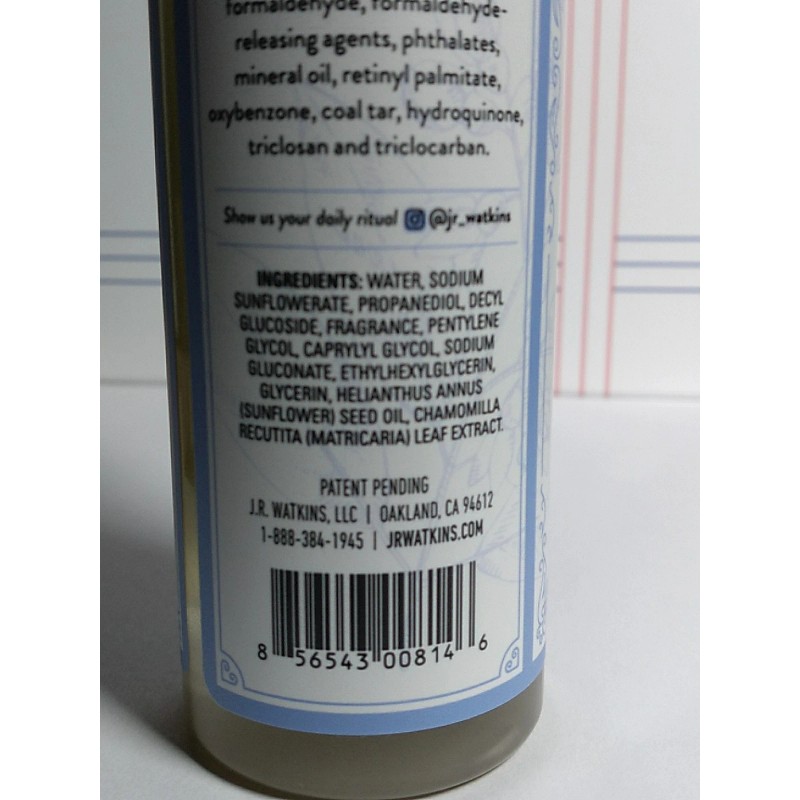 formaldehyde, formaldehyde-
releasing agents, phthalates,
mineral oil, retinyl palmitate,
oxybenzone, coal tar, hydroquinone,
triclosan and triclocarban.
Show us your daily ritual @jr_watkins
INGREDIENTS: WATER, SODIUM
SUNFLOWERATE, PROPANEDIOL, DECYL
GLUCOSIDE, FRAGRANCE, PENTYLENE
GLYCOL, CAPRYLYL GLYCOL, SODIUM
GLUCONATE, ETHYLHEXYLGLYCERIN,
GLYCERIN, HELIANTHUS ANNUS
(SUNFLOWER) SEED OIL, CHAMOMILLA
RECUTITA (MATRICARIA) LEAF EXTRACT.
PATENT PENDING
J.R. WATKINS, LLC | OAKLAND, CA 94612
1-888-384-1945 | JRWATKINS.COM
8 56543 00814 6